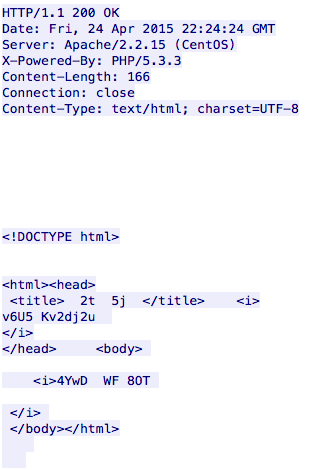 HTTP/1.1 200 OK
Date: Fri, 24 Apr 2015 22:24:24 GMT
Server: Apache/2.2.15 (CentOS)
X-Powered-By: PHP/5.3.3
Content-Length: 166
Connection: close
Content-Type: text/html; charset=UTF-8
<!DOCTYPE html>
<html><head>
<title>  2t  5j  </title>    <i>
v6U5 Kv2dj2u
</i>
</head>     <body>
<i>4YwD  WF 8OT
</i>
</body></html>